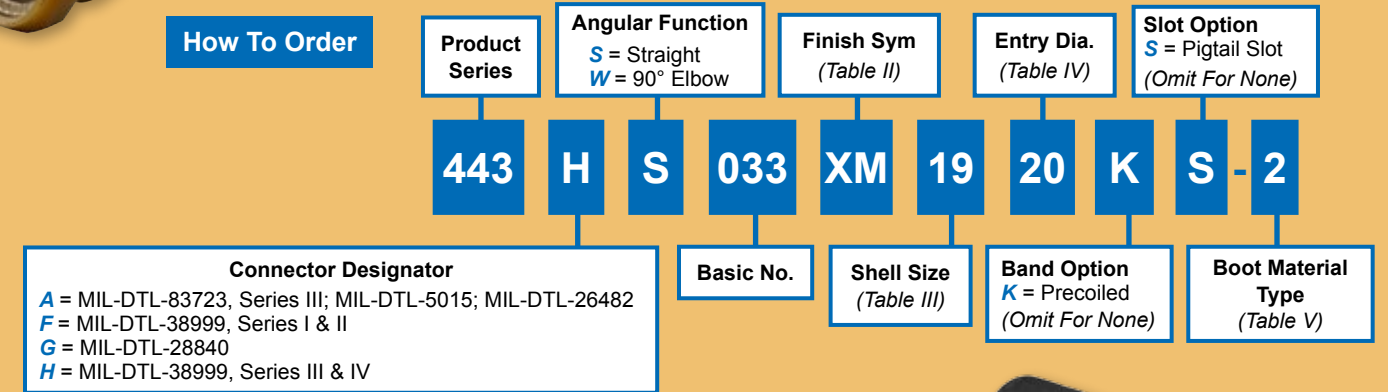 How To Order
Product
Series
Angular Function
S = Straight
W = 90° Elbow
Finish Sym
(Table II)
Entry Dia.
(Table IV)
Slot Option
S = Pigtail Slot
(Omit For None)
443 H S 033 XM 19 20 K S - 2
Connector Designator
A = MIL-DTL-83723, Series III; MIL-DTL-5015; MIL-DTL-26482
F = MIL-DTL-38999, Series I & II
G = MIL-DTL-28840
H = MIL-DTL-38999, Series III & IV
Basic No.
Shell Size
(Table III)
Band Option
K = Precoiled
(Omit For None)
Boot Material
Type
(Table V)